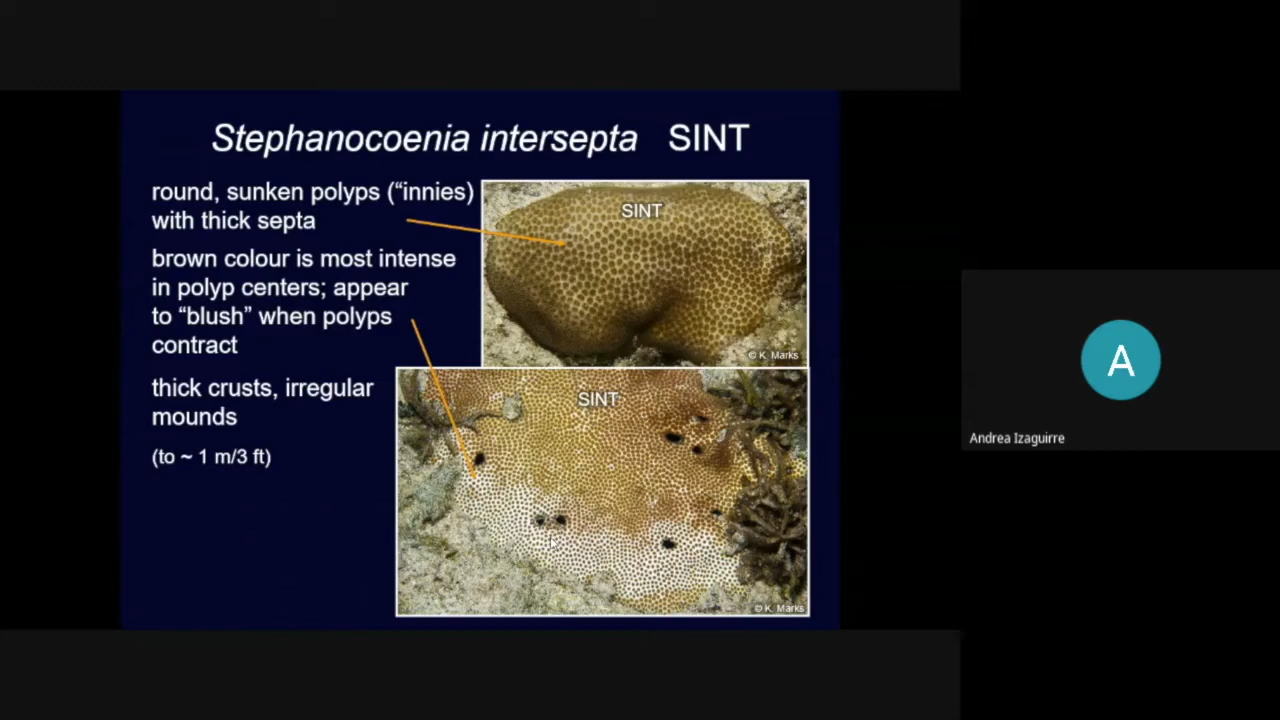 Stephanocoenia intersepta SINT
round, sunken polyps (“innies)
with thick septa
brown colour is most intense
in polyp centers; appear
to “blush” when polyps
contract
thick crusts, irregular
mounds
(to ~ 1 m/3 ft)
SINT
© K. Marks
SINT
© K. Marks
A
Andrea Izaguirre